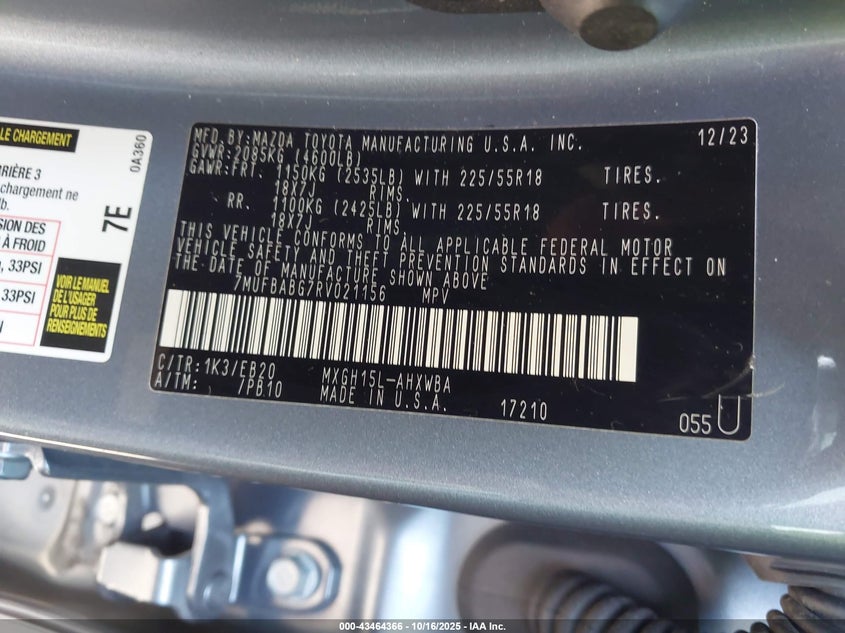 LE CHARGEMENT
0A360
RIÈRE 3
chargement ne
lb.
7E
SION DES
À FROID
, 33PSI
33PSI
VOIR LE MANUEL
DE L'USAGER
POUR PLUS DE
RENSEIGNEMENTS
MFD.BY:MAZDA TOYOTA MANUFACTURING U.S.A. INC. 12/23
GVWR:2085KG (4600LB)
GAWR:FRT. 1150KG (2535LB) WITH 225/55R18 TIRES.
18X7J RIMS.
RR. 1100KG (2425LB) WITH 225/55R18 TIRES.
18X7J RIMS.
THIS VEHICLE CONFORMS TO ALL APPLICABLE FEDERAL MOTOR
VEHICLE SAFETY AND THEFT PREVENTION STANDARDS IN EFFECT ON
THE DATE OF MANUFACTURE SHOWN ABOVE
7MUFBABG7RV021156 MPV
C/TR:1K3/EB20 MXGH15L-AHXWBA
A/TM: 7PB10 MADE IN U.S.A. 17210
055U
000-43464366 - 10/16/2025 - IAA Inc.